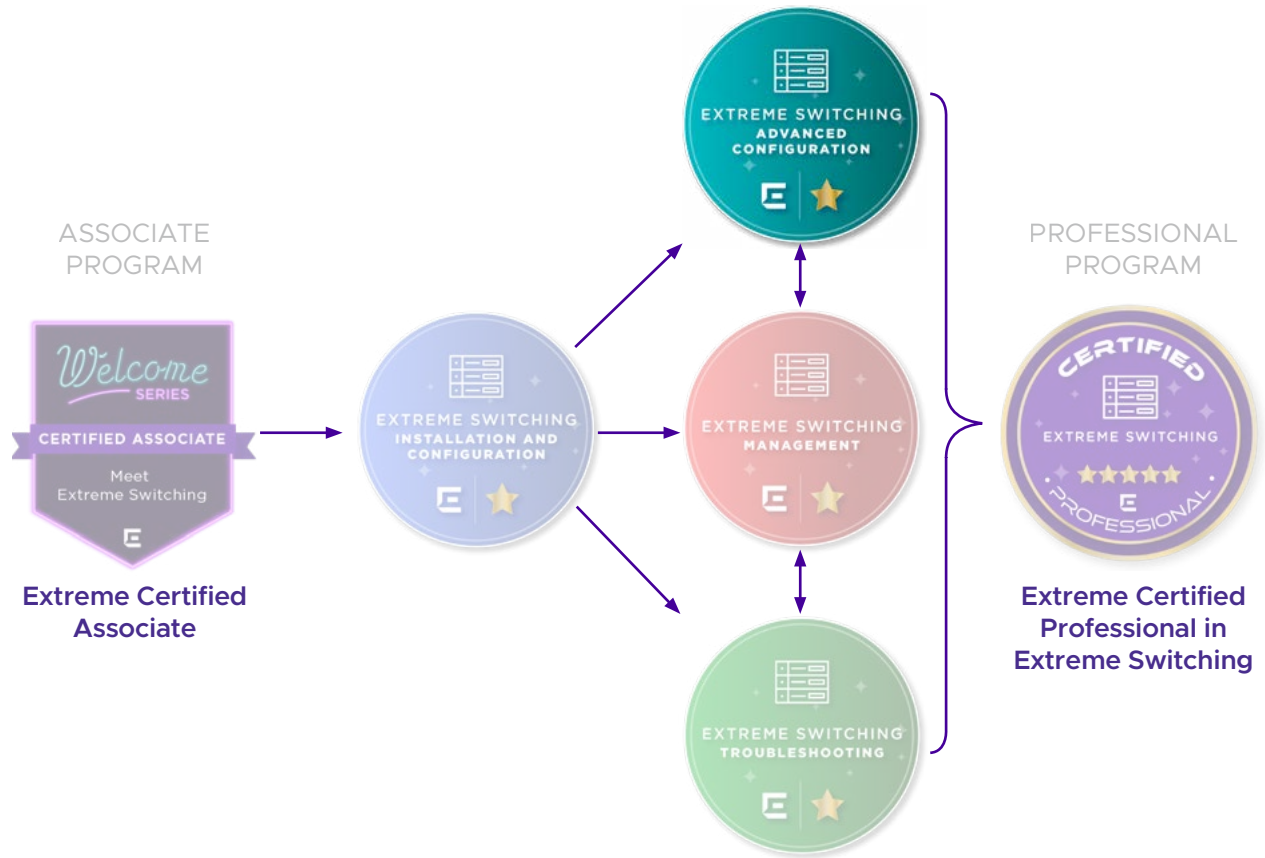 ASSOCIATE
PROGRAM
Welcome
SERIES
CERTIFIED ASSOCIATE
Meet
Extreme Switching
Extreme Certified
Associate
EXTREME SWITCHING
INSTALLATION AND
CONFIGURATION
EXTREME SWITCHING
ADVANCED
CONFIGURATION
EXTREME SWITCHING
MANAGEMENT
EXTREME SWITCHING
TROUBLESHOOTING
PROFESSIONAL
PROGRAM
CERTIFIED
EXTREME SWITCHING
PROFESSIONAL
Extreme Certified
Professional in
Extreme Switching